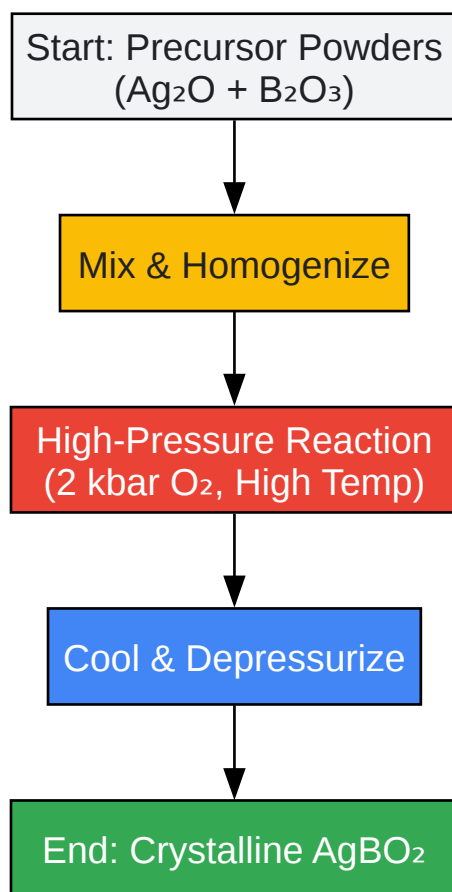 Start: Precursor Powders
(Ag₂O + B₂O₃)
Mix & Homogenize
High-Pressure Reaction
(2 kbar O₂, High Temp)
Cool & Depressurize
End: Crystalline AgBO₂